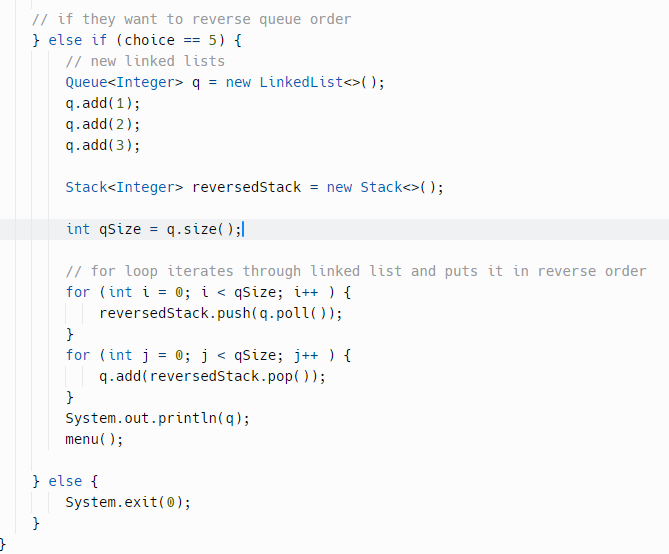 // if they want to reverse queue order
} else if (choice == 5) {
// new linked lists
Queue<Integer> q = new LinkedList<>();
q.add(1);
q.add(2);
q.add(3);
Stack<Integer> reversedStack = new Stack<>();
int qSize = q.size();
// for loop iterates through linked list and puts it in reverse order
for (int i = 0; i < qSize; i++ ) {
reversedStack.push(q.poll());
}
for (int j = 0; j < qSize; j++ ) {
q.add(reversedStack.pop());
}
System.out.println(q);
menu();
} else {
System.exit(0);
}
}